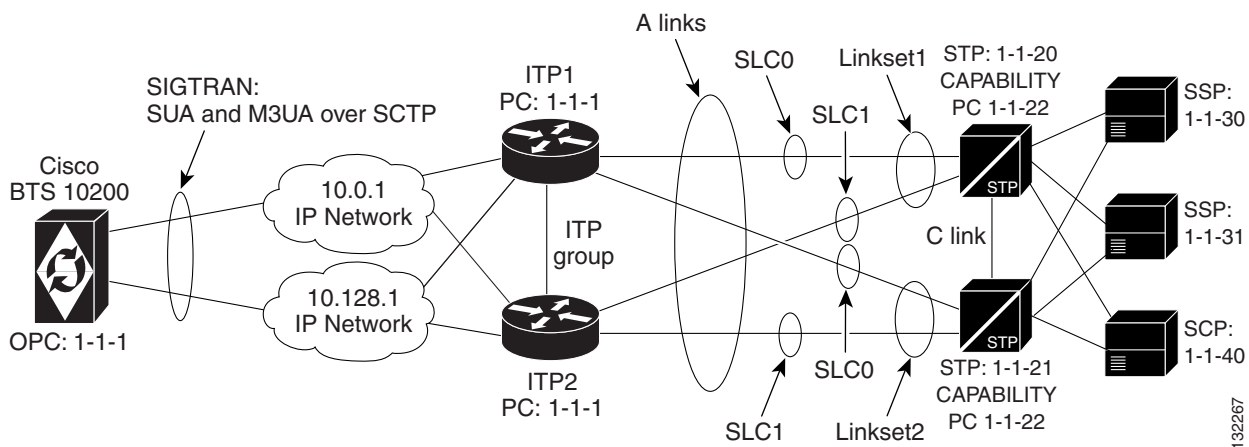 A links
SLC0
Linkset1
STP: 1-1-20
CAPABILITY
PC 1-1-22
SIGTRAN:
SUA and M3UA over SCTP
ITP1
PC: 1-1-1
SLC1
SSP:
1-1-30
Cisco
BTS 10200
10.0.1
IP Network
STP
ITP
group
C link
SSP:
1-1-31
10.128.1
IP Network
STP
OPC: 1-1-1
ITP2
PC: 1-1-1
SLC0
STP: 1-1-21
CAPABILITY
PC 1-1-22
SCP:
1-1-40
SLC1
Linkset2
132267